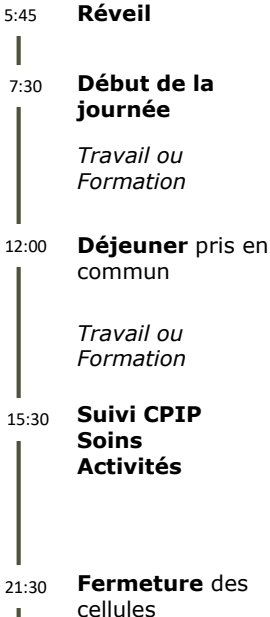 5:45 Réveil
7:30 Début de la
journée
Travail ou
Formation
12:00 Déjeuner pris en
commun
Travail ou
Formation
15:30 Suivi CPIP
Soins
Activités
21:30 Fermeture des
cellules